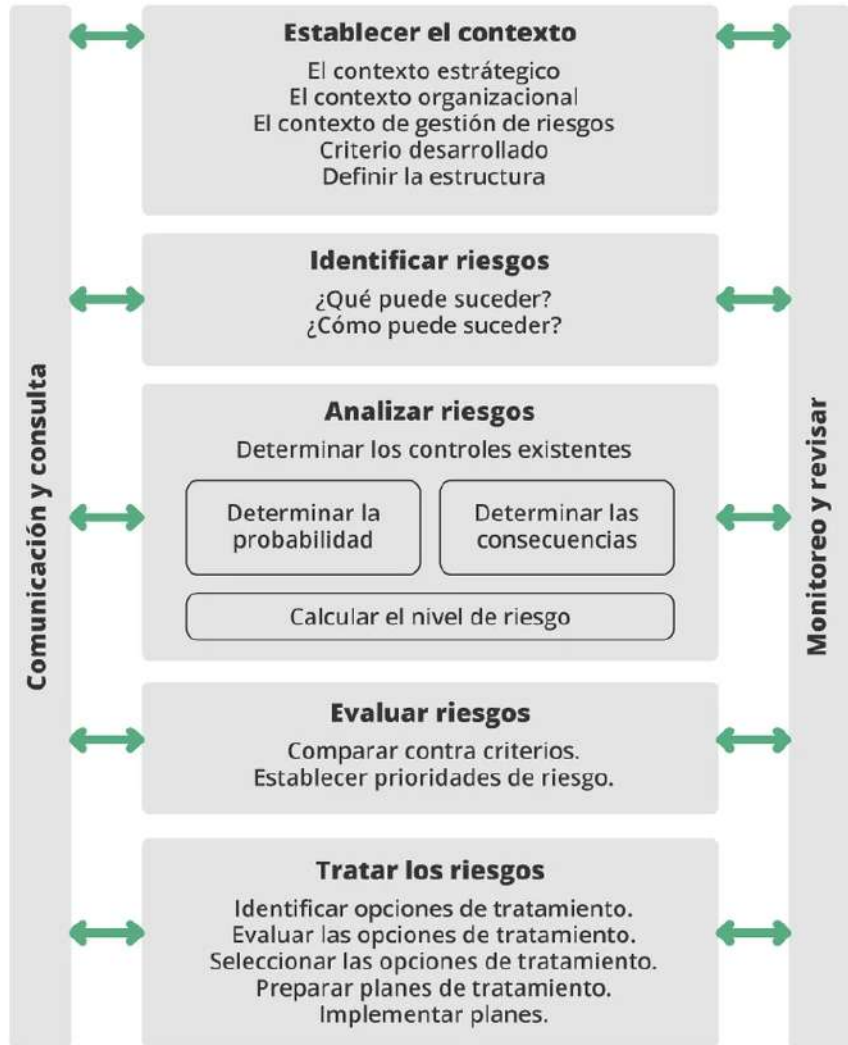 Comunicación y consulta
Establecer el contexto
El contexto estrátegico
El contexto organizacional
El contexto de gestión de riesgos
Criterio desarrollado
Definir la estructura
Identificar riesgos
¿Qué puede suceder?
¿Cómo puede suceder?
Analizar riesgos
Determinar los controles existentes
Determinar la
probabilidad
Determinar las
consecuencias
Calcular el nivel de riesgo
Evaluar riesgos
Comparar contra criterios.
Establecer prioridades de riesgo.
Tratar los riesgos
Identificar opciones de tratamiento.
Evaluar las opciones de tratamiento.
Seleccionar las opciones de tratamiento.
Preparar planes de tratamiento.
Implementar planes.
Monitoreo y revisar